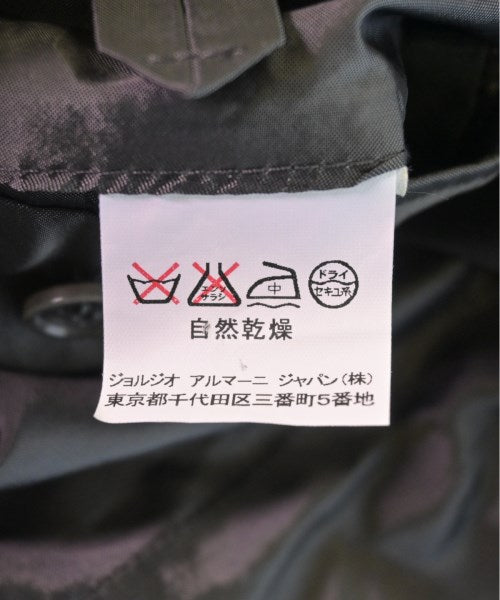 エンソ サラシ 中 ドライ セキユ系
自然乾燥
ジョルジオ アルマーニ ジャパン(株)
東京都千代田区三番町5番地